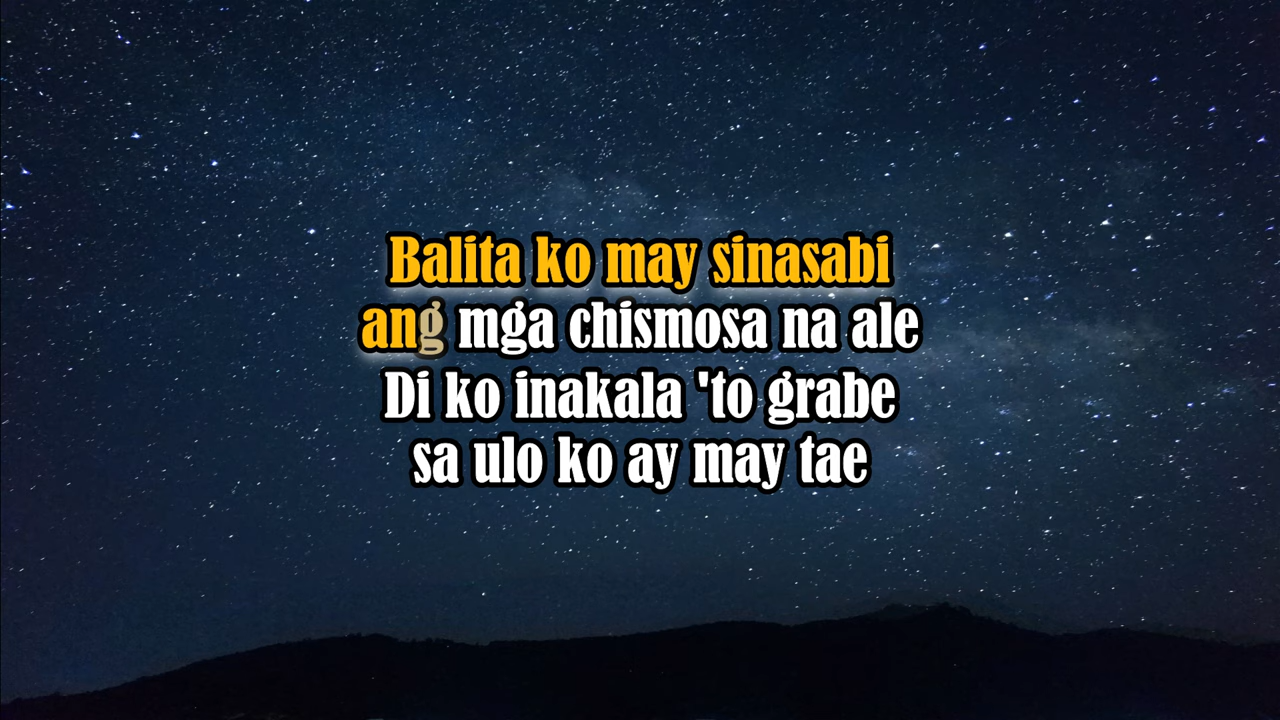 Balita ko may sinasabi
ang mga chismosa na ale
Di ko inakala 'to grabe
sa ulo ko ay may tae